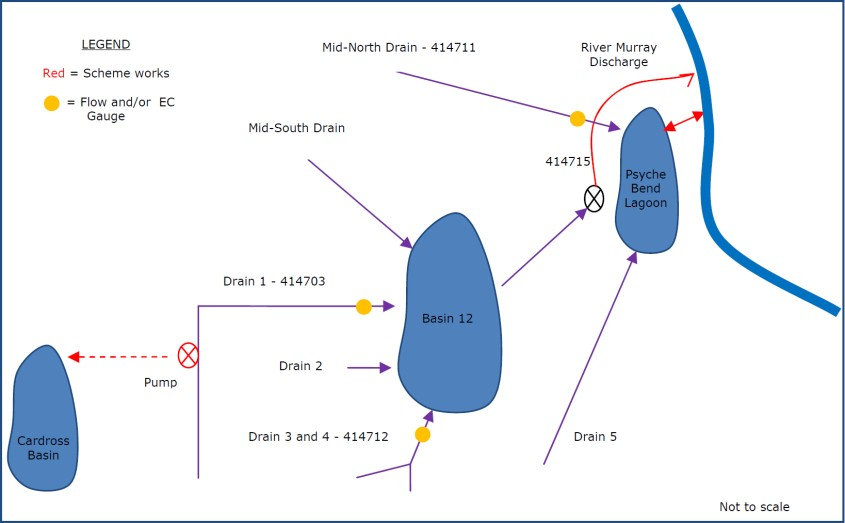 LEGEND
Red = Scheme works
= Flow and/or EC
Gauge
Mid-North Drain - 414711
River Murray
Discharge
Mid-South Drain
414715
Psyche
Bend
Lagoon
Drain 1 - 414703
Basin 12
Drain 2
Pump
Drain 3 and 4 - 414712
Drain 5
Cardross
Basin
Not to scale